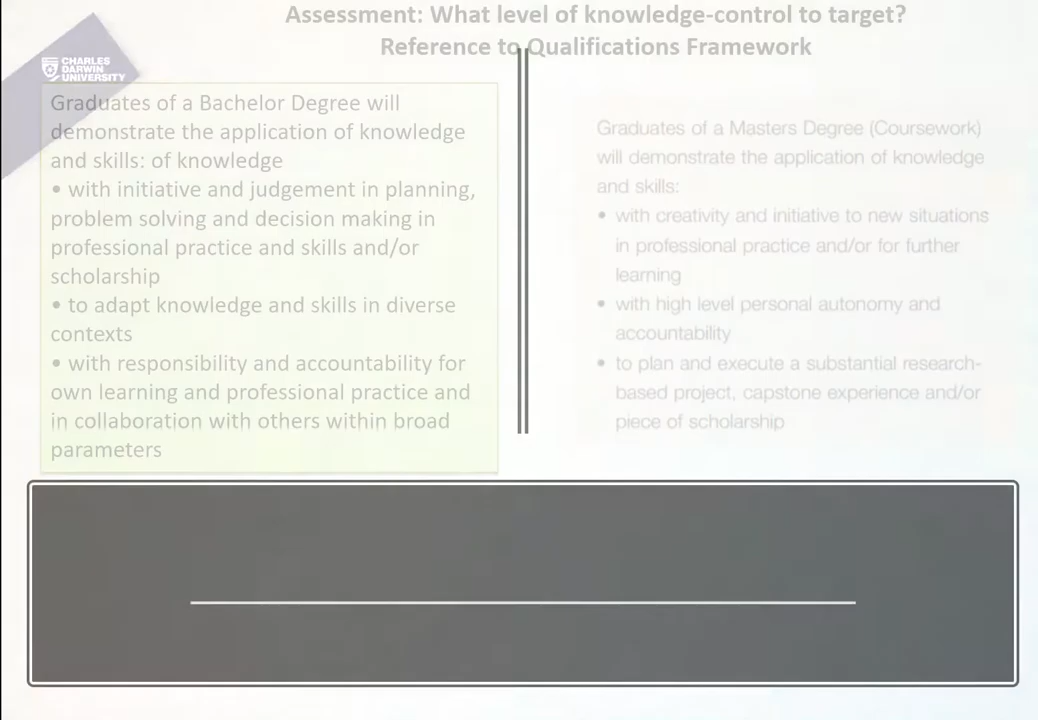 Assessment: What level of knowledge-control to target?
Reference to Qualifications Framework
CHARLES
DARWIN
UNIVERSITY
Graduates of a Bachelor Degree will
demonstrate the application of knowledge
and skills: of knowledge
• with initiative and judgement in planning,
problem solving and decision making in
professional practice and skills and/or
scholarship
• to adapt knowledge and skills in diverse
contexts
• with responsibility and accountability for
own learning and professional practice and
in collaboration with others within broad
parameters
Graduates of a Masters Degree (Coursework)
will demonstrate the application of knowledge
and skills:
• with creativity and initiative to new situations
in professional practice and/or for further
learning
• with high level personal autonomy and
accountability
• to plan and execute a substantial research-
based project, capstone experience and/or
piece of scholarship